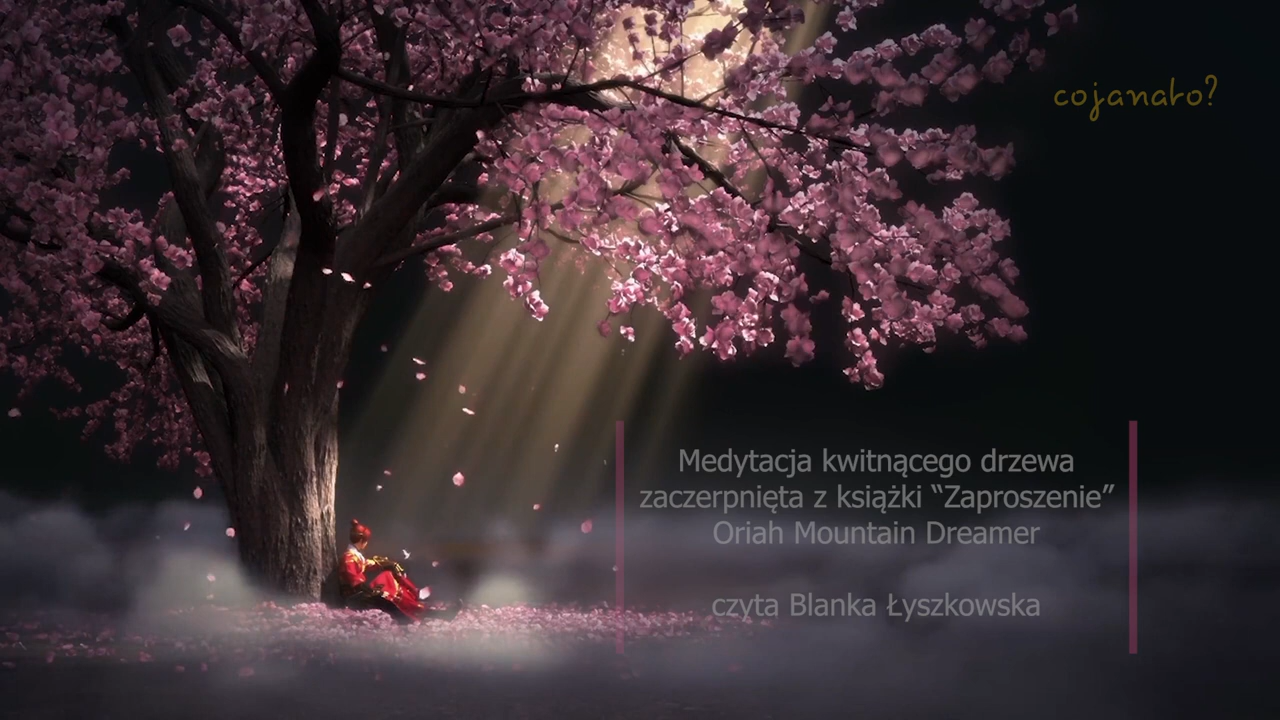 cojanato?
Medytacja kwitnącego drzewa
zaczerpnięta z książki “Zaproszenie”
Oriah Mountain Dreamer
czyta Blanka Łyszkowska